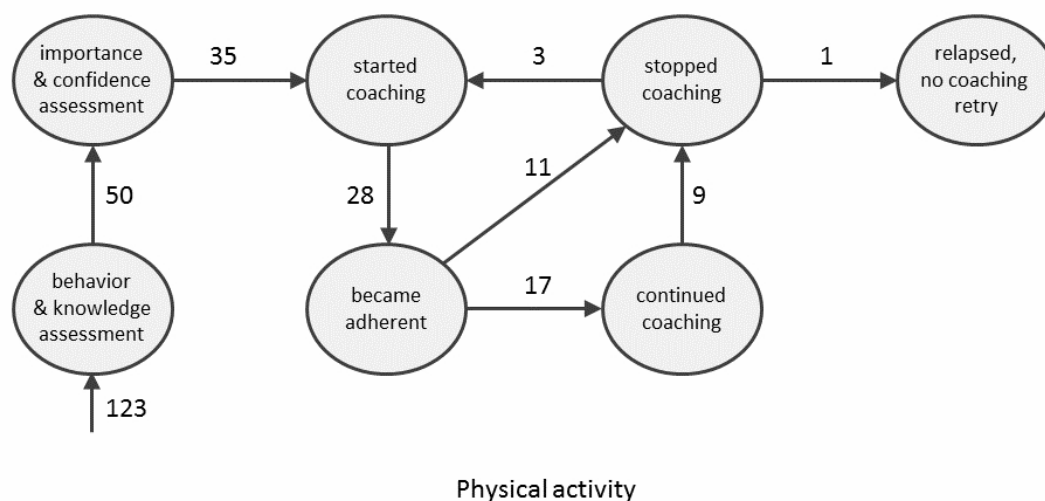 importance
& confidence
assessment
35
started
coaching
3
stopped
coaching
1
relapsed,
no coaching
retry
50
28
11
9
behavior
& knowledge
assessment
became
adherent
17
continued
coaching
123
Physical activity